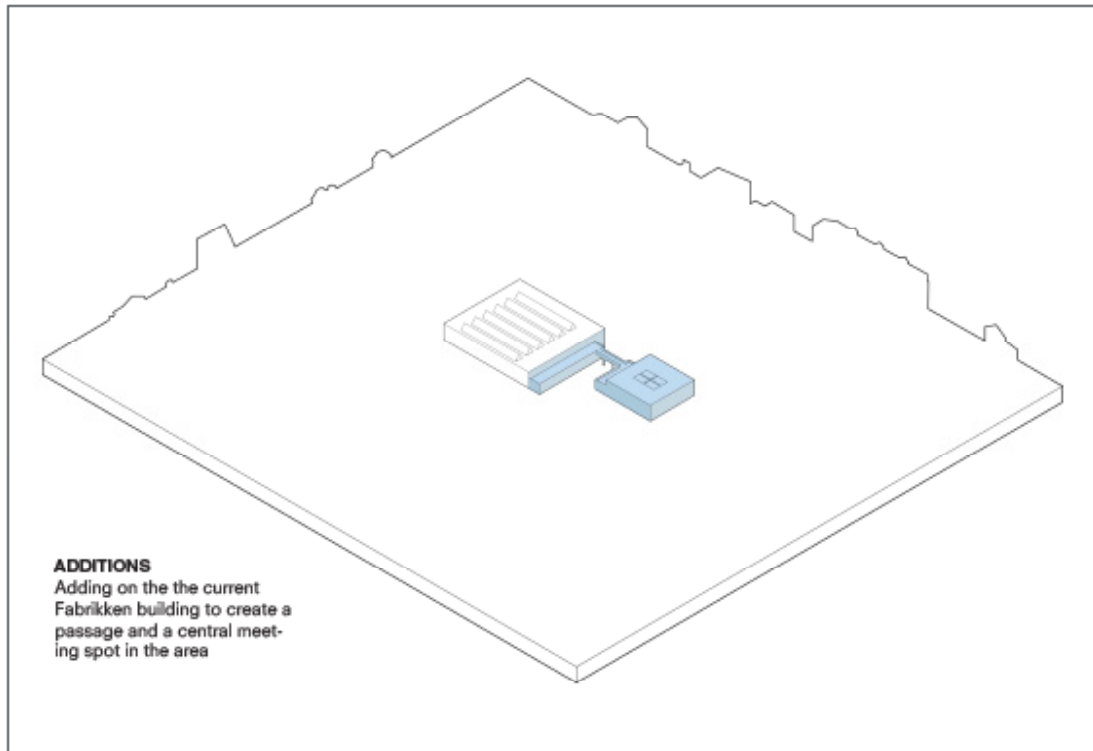 ADDITIONS
Adding on the the current
Fabrikken building to create a
passage and a central meet-
ing spot in the area